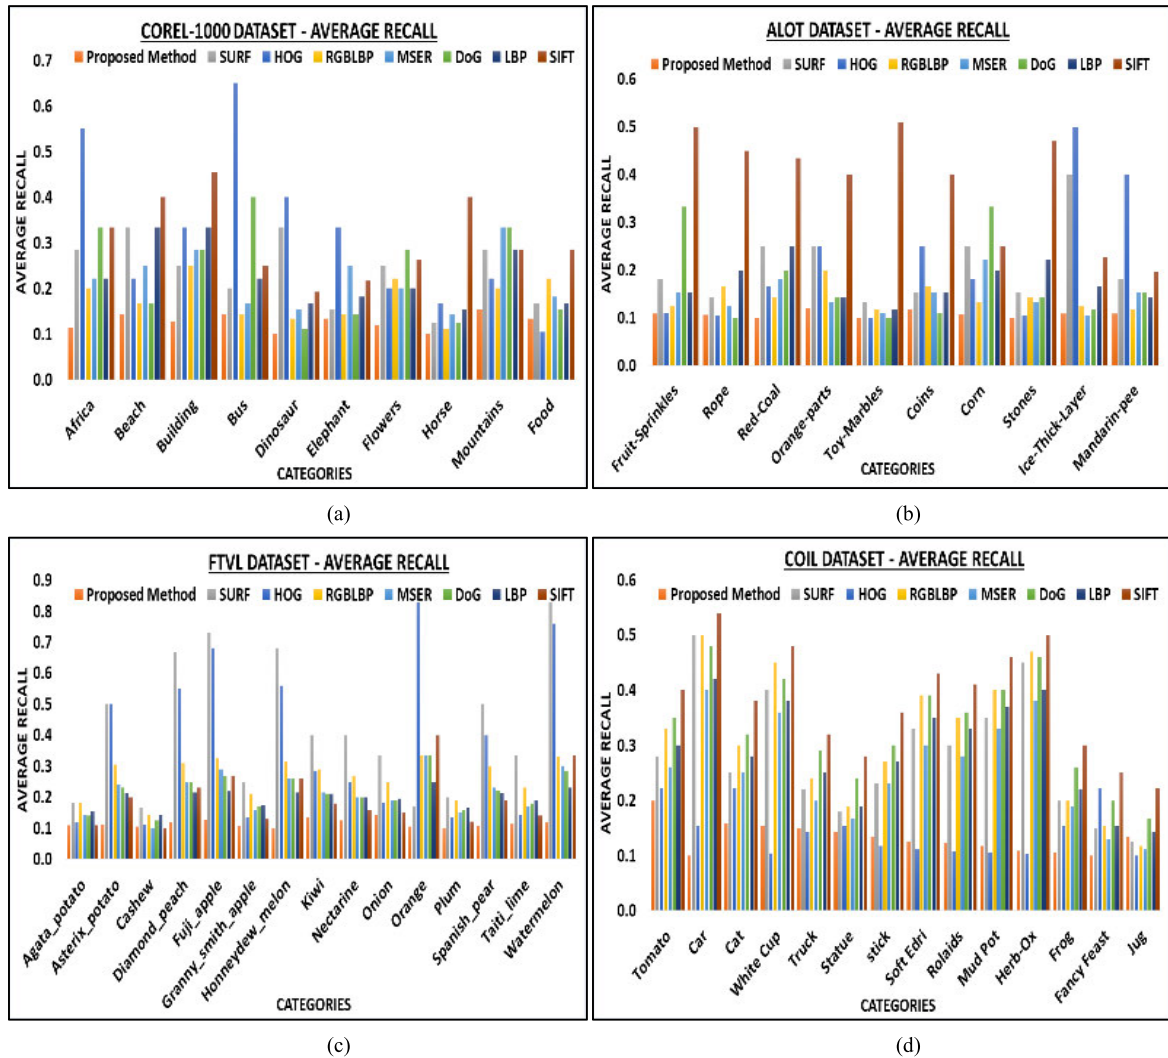 COREL-1000 DATASET - AVERAGE RECALL
Proposed Method SURF HOG RGBLBP MSER DoG LBP SIFT
0.7
0.6
0.5
0.4
0.3
0.2
0.1
0.0
AVERAGE RECALL
Africa Beach Building Bus Dinosaur Elephant Flowers Horse Mountains Food
CATEGORIES
(a)
ALOT DATASET - AVERAGE RECALL
Proposed Method SURF HOG RGBLBP MSER DoG LBP SIFT
0.6
0.5
0.4
0.3
0.2
0.1
0.0
AVERAGE RECALL
Fruit-Sprinkles Rope Red-Coal Orange-parts Toy-Marbles Coins Corn Stones Ice-Thick-Layer Mandarin-pee
CATEGORIES
(b)
FTVL DATASET - AVERAGE RECALL
Proposed Method SURF HOG RGBLBP MSER DoG LBP SIFT
0.9
0.8
0.7
0.6
0.5
0.4
0.3
0.2
0.1
0.0
AVERAGE RECALL
Agata_potato Asterix_potato Cashew Diamond_peach Fuji_apple Granny_smith_apple Honneydew_melon Kiwi Nectarine Onion Orange Plum Spanish_pear Taiti_lime Watermelon
CATEGORIES
(c)
COIL DATASET - AVERAGE RECALL
Proposed Method SURF HOG RGBLBP MSER DoG LBP SIFT
0.6
0.5
0.4
0.3
0.2
0.1
0.0
AVERAGE RECALL
Tomato Car Cat White Cup Truck Statue stick Soft Edri Rolaids Mud Pot Herb-Ox Frog Fancy Feast Jug
CATEGORIES
(d)